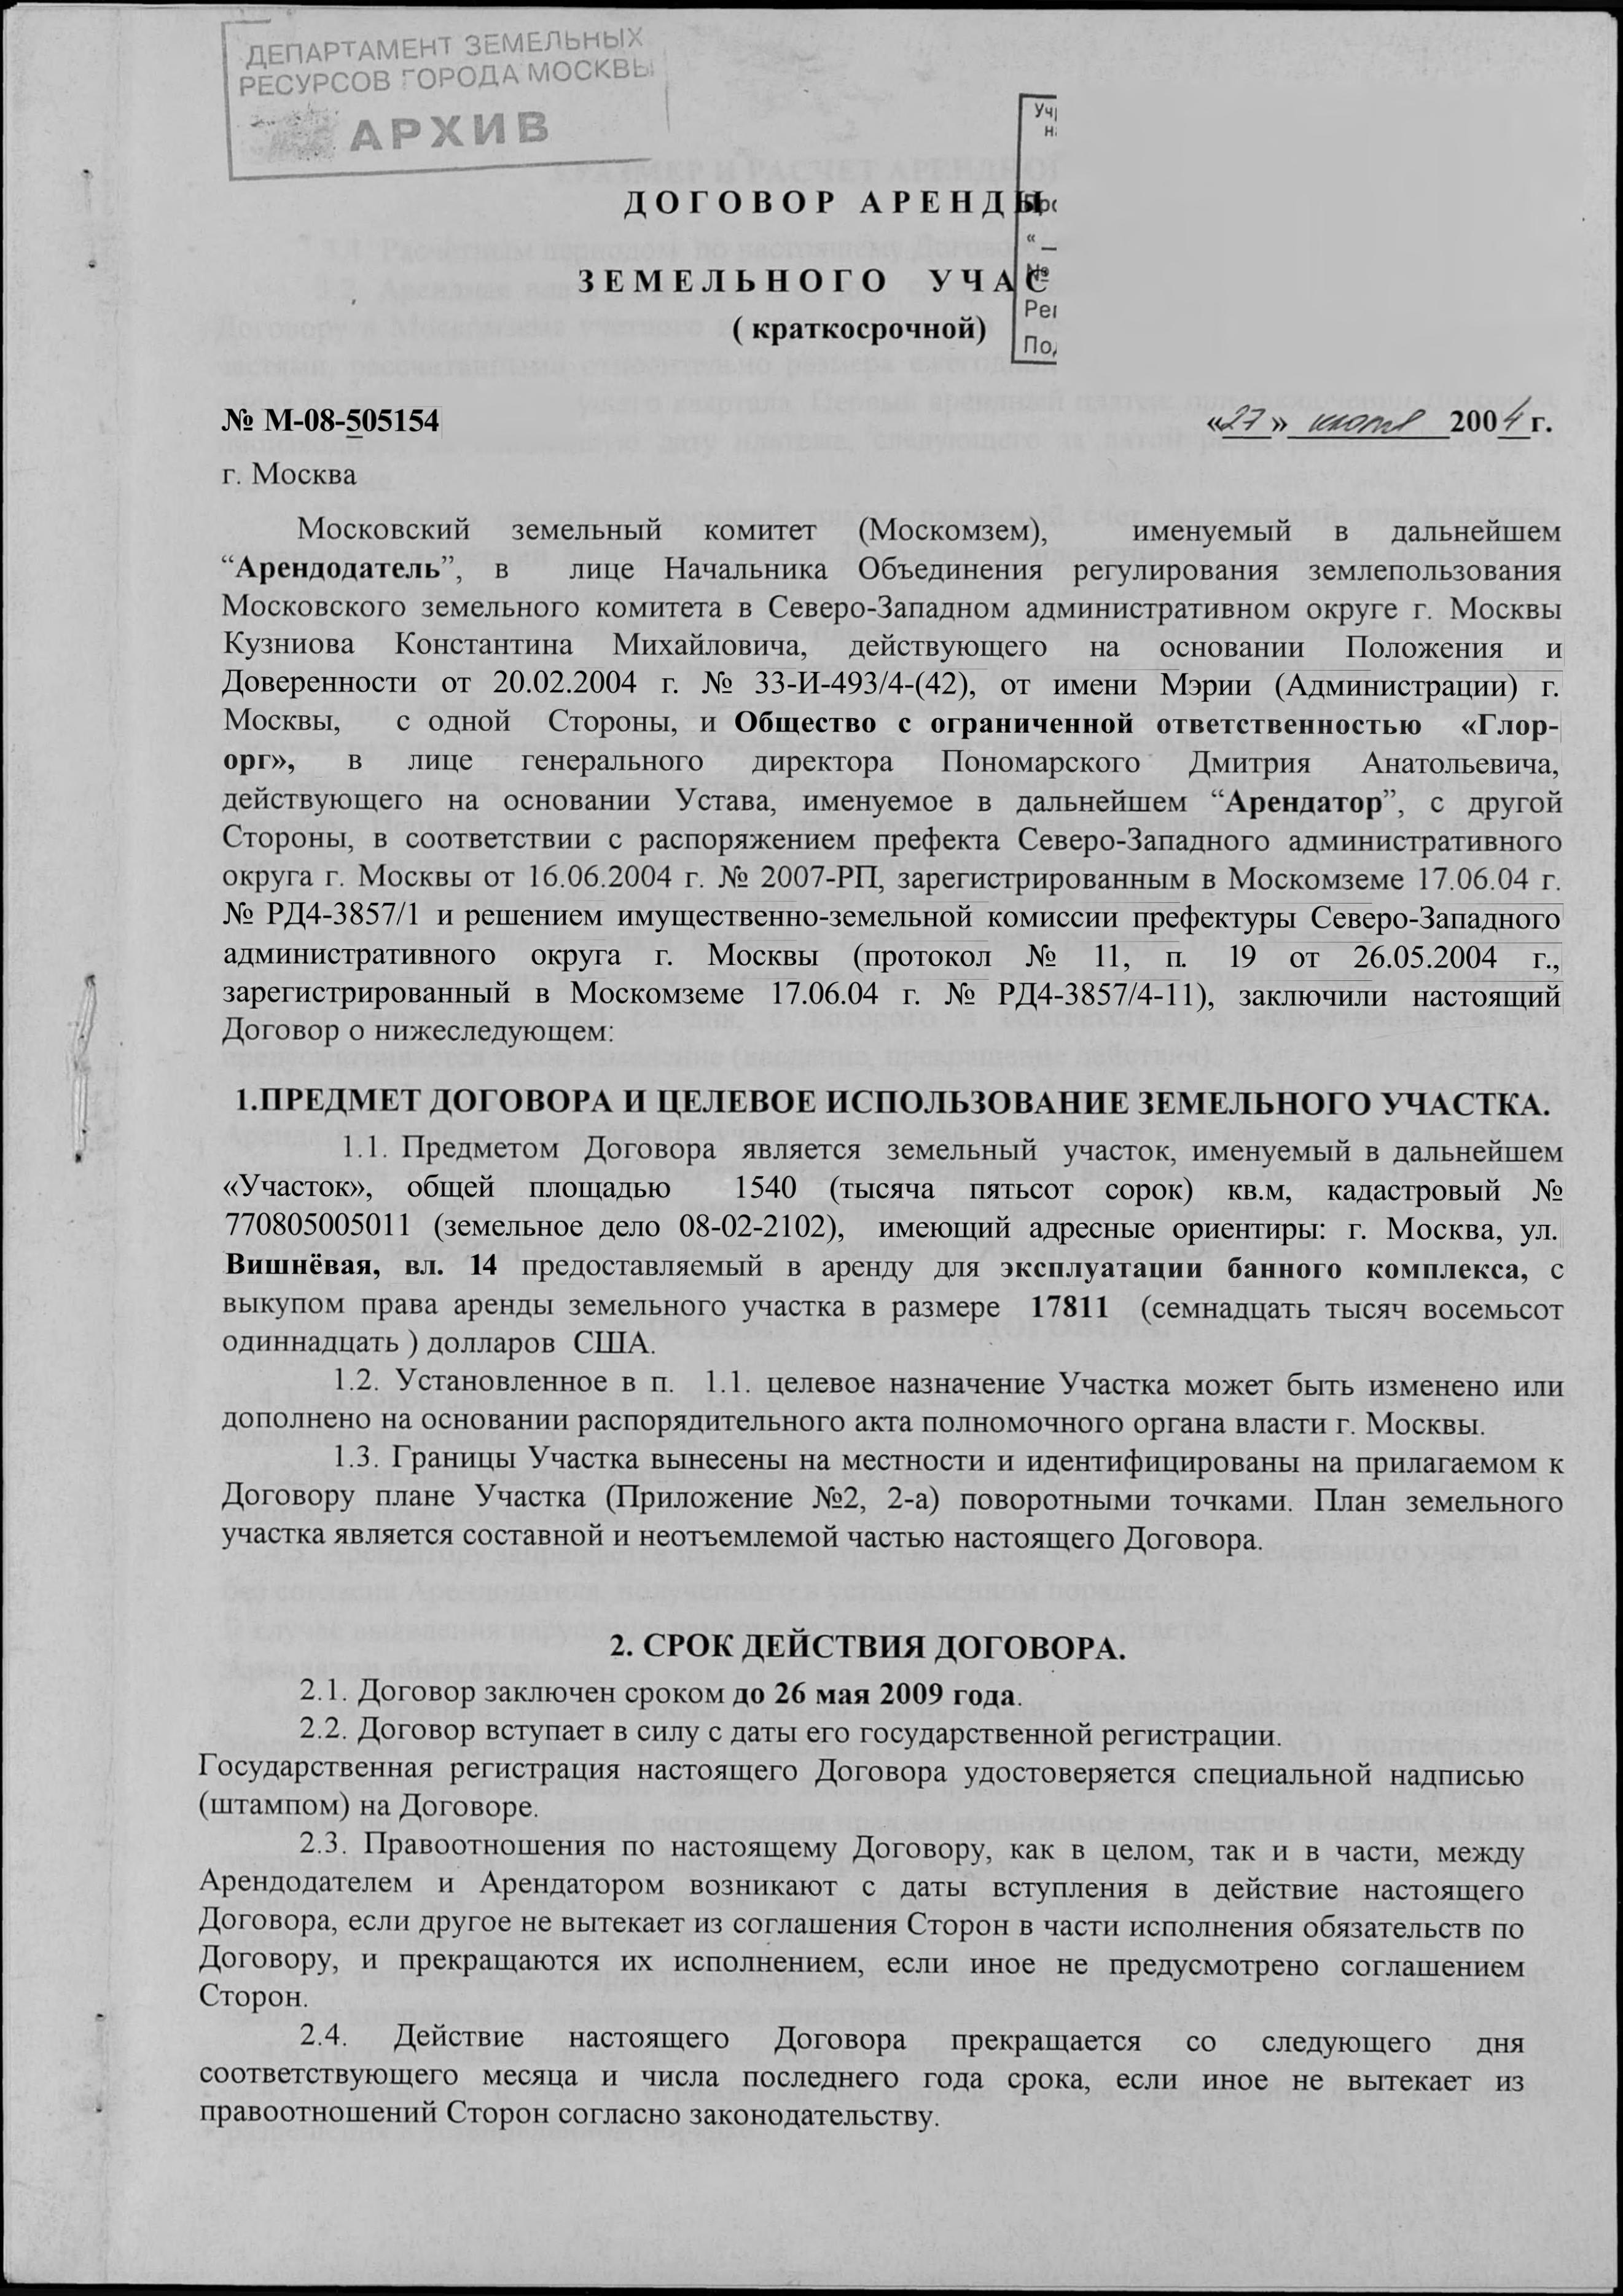 ДЕПАРТАМЕНТ ЗЕМЕЛЬНЫХ
РЕСУРСОВ ГОРОДА МОСКВЫ
АРХИВ
ДОГОВОР АРЕНДЫ
ЗЕМЕЛЬНОГО УЧАС
( краткосрочной)
№ М-08-505154 «27» 2004 г.
г. Москва
Московский земельный комитет (Москомзем), именуемый в дальнейшем
“Арендодатель”, в лице Начальника Объединения регулирования землепользования
Московского земельного комитета в Северо-Западном административном округе г. Москвы
Кузниова Константина Михайловича, действующего на основании Положения и
Доверенности от 20.02.2004 г. № 33-И-493/4-(42), от имени Мэрии (Администрации) г.
Москвы, с одной Стороны, и Общество с ограниченной ответственностью «Глор-
орг», в лице генерального директора Пономарского Дмитрия Анатольевича,
действующего на основании Устава, именуемое в дальнейшем “Арендатор”, с другой
Стороны, в соответствии с распоряжением префекта Северо-Западного административного
округа г. Москвы от 16.06.2004 г. № 2007-РП, зарегистрированным в Москомземе 17.06.04 г.
№ РД4-3857/1 и решением имущественно-земельной комиссии префектуры Северо-Западного
административного округа г. Москвы (протокол № 11, п. 19 от 26.05.2004 г.,
зарегистрированный в Москомземе 17.06.04 г. № РД4-3857/4-11), заключили настоящий
Договор о нижеследующем:
1.ПРЕДМЕТ ДОГОВОРА И ЦЕЛЕВОЕ ИСПОЛЬЗОВАНИЕ ЗЕМЕЛЬНОГО УЧАСТКА.
1.1. Предметом Договора является земельный участок, именуемый в дальнейшем
«Участок», общей площадью 1540 (тысяча пятьсот сорок) кв.м, кадастровый №
770805005011 (земельное дело 08-02-2102), имеющий адресные ориентиры: г. Москва, ул.
Вишнёвая, вл. 14 предоставляемый в аренду для эксплуатации банного комплекса, с
выкупом права аренды земельного участка в размере 17811 (семнадцать тысяч восемьсот
одиннадцать ) долларов США.
1.2. Установленное в п. 1.1. целевое назначение Участка может быть изменено или
дополнено на основании распорядительного акта полномочного органа власти г. Москвы.
1.3. Границы Участка вынесены на местности и идентифицированы на прилагаемом к
Договору плане Участка (Приложение №2, 2-а) поворотными точками. План земельного
участка является составной и неотъемлемой частью настоящего Договора.
2. СРОК ДЕЙСТВИЯ ДОГОВОРА.
2.1. Договор заключен сроком до 26 мая 2009 года.
2.2. Договор вступает в силу с даты его государственной регистрации.
Государственная регистрация настоящего Договора удостоверяется специальной надписью
(штампом) на Договоре.
2.3. Правоотношения по настоящему Договору, как в целом, так и в части, между
Арендодателем и Арендатором возникают с даты вступления в действие настоящего
Договора, если другое не вытекает из соглашения Сторон в части исполнения обязательств по
Договору, и прекращаются их исполнением, если иное не предусмотрено соглашением
Сторон.
2.4. Действие настоящего Договора прекращается со следующего дня
соответствующего месяца и числа последнего года срока, если иное не вытекает из
правоотношений Сторон согласно законодательству.